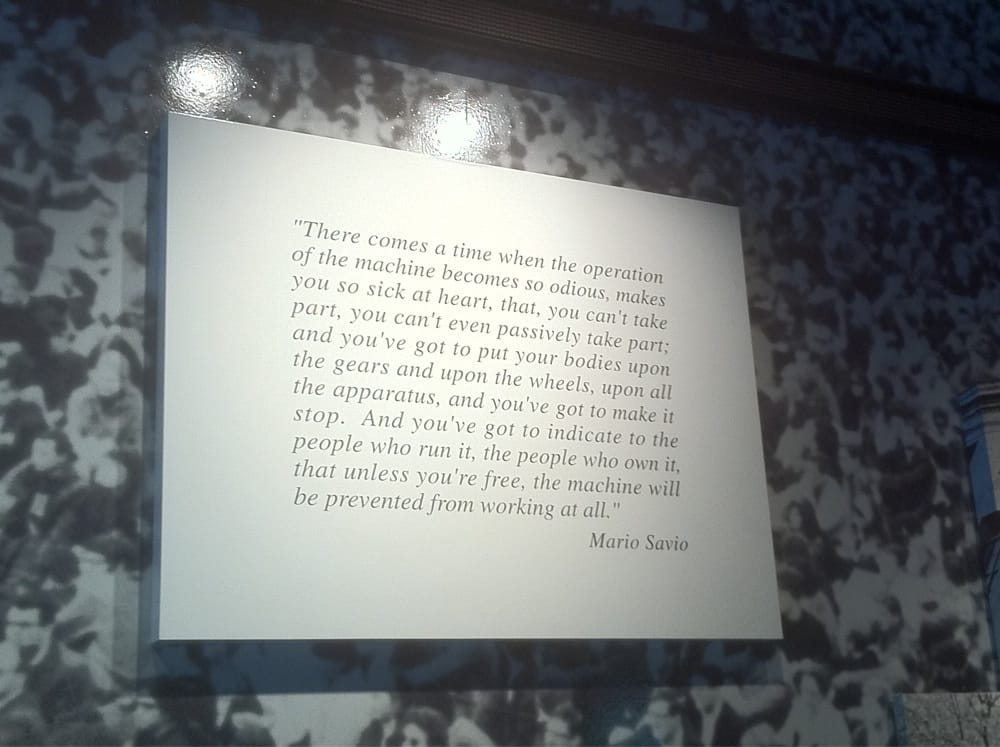 "There comes a time when the operation
of the machine becomes so odious, makes
you so sick at heart, that, you can't take
part, you can't even passively take part;
and you've got to put your bodies upon
the gears and upon the wheels, upon all
the apparatus, and you've got to make it
stop.  And you've got to indicate to the
people who run it, the people who own it,
that unless you're free, the machine will
be prevented from working at all."
Mario Savio